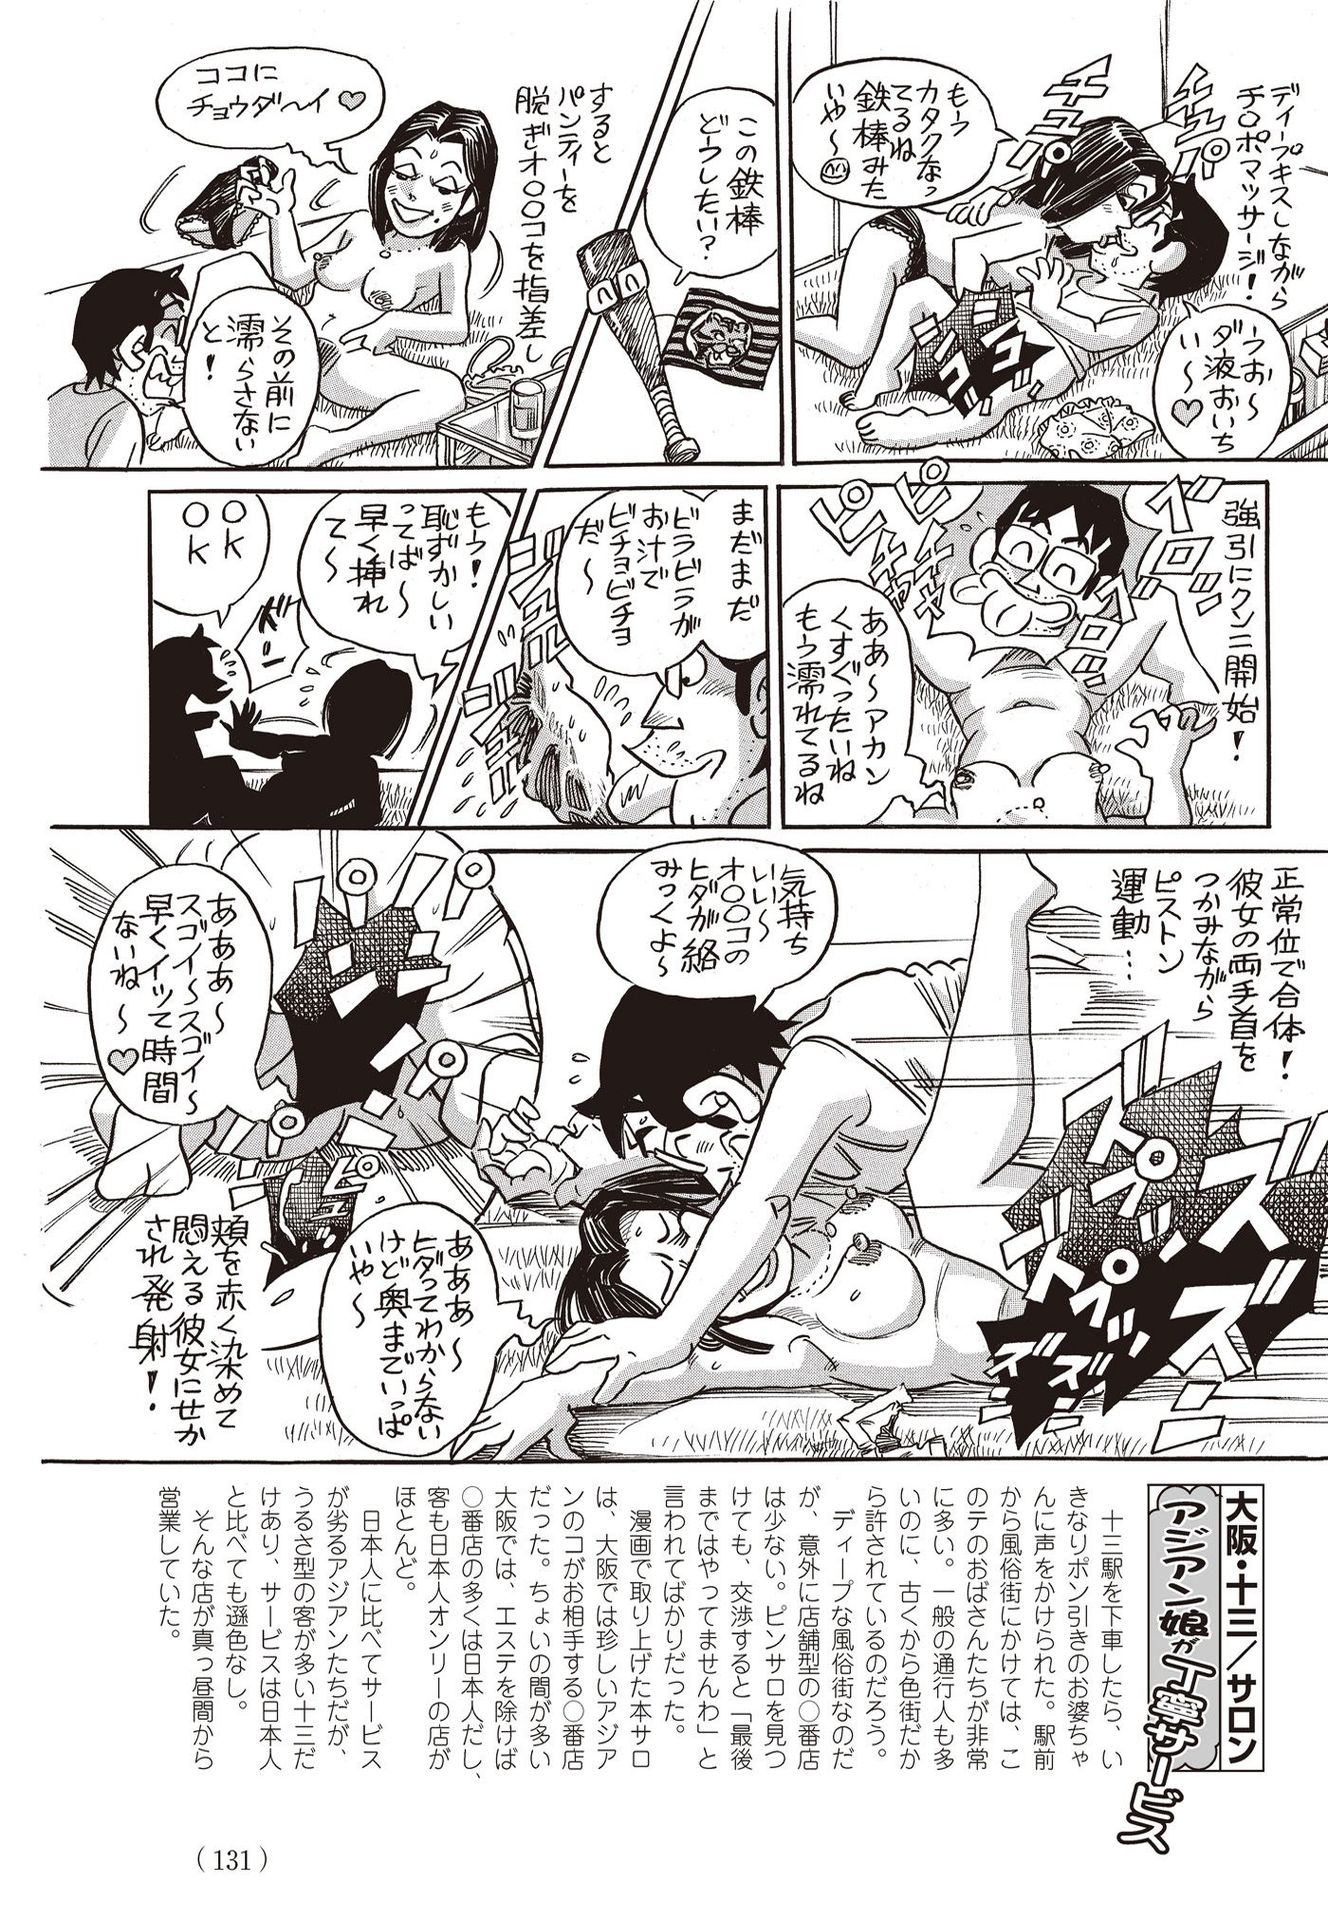 ディープキスしながら
チ○ポマッサージ!
もう
カタクなっ
てるね
鉄棒みた
いや〜
うお〜
ダ液おいち
い〜♥
チュパ
チュパ
コ
コ
コ
この鉄棒
どうしたい?
すると
パンティーを
脱ぎオ○○コを指差し
ココに
チョウダ〜イ♥
その前に
濡らさない
と!
強引にクンニ開始!
ベロ
ベロ
ピチャ
ピチャ
ああ〜アカン
くすぐったいね
もう濡れてるね
まだまだ
ビラビラが
お汁で
ビチョビチョ
だ〜
もう!
恥ずかしい
ってば〜
早く挿れ
て〜
OK
OK
正常位で合体!
彼女の両手首を
つかみながら
ピストン
運動…
気持ち
いい〜
オ○○コの
ヒダが絡
みつくよ〜
あああ〜
スゴイ〜スゴイ〜
早くイッて時間
ないね〜♥
あああ〜
ヒダってわからない
けど奥までいっぱ
いや〜
頬を赤く染めて
悶える彼女にせか
され発射!
大阪・十三/サロン
アジアン娘が丁寧サービス
十三駅を下車したら、い
きなりポン引きのお婆ちゃ
んに声をかけられた。駅前
から風俗街にかけては、こ
のテのおばさんたちが非常
に多い。一般の通行人も多
いのに、古くから色街だか
ら許されているのだろう。
ディープな風俗街なのだ
が、意外に店舗型の○番店
は少ない。ピンサロを見つ
けても、交渉すると「最後
まではやってませんわ」と
言われてばかりだった。
漫画で取り上げた本サロ
は、大阪では珍しいアジア
ンのコがお相手する○番店
だった。ちょいの間が多い
大阪では、エステを除けば
○番店の多くは日本人だし、
客も日本人オンリーの店が
ほとんど。
日本人に比べてサービス
が劣るアジアンたちだが、
うるさ型の客が多い十三だ
けあり、サービスは日本人
と比べても遜色なし。
そんな店が真っ昼間から
営業していた。
(131)